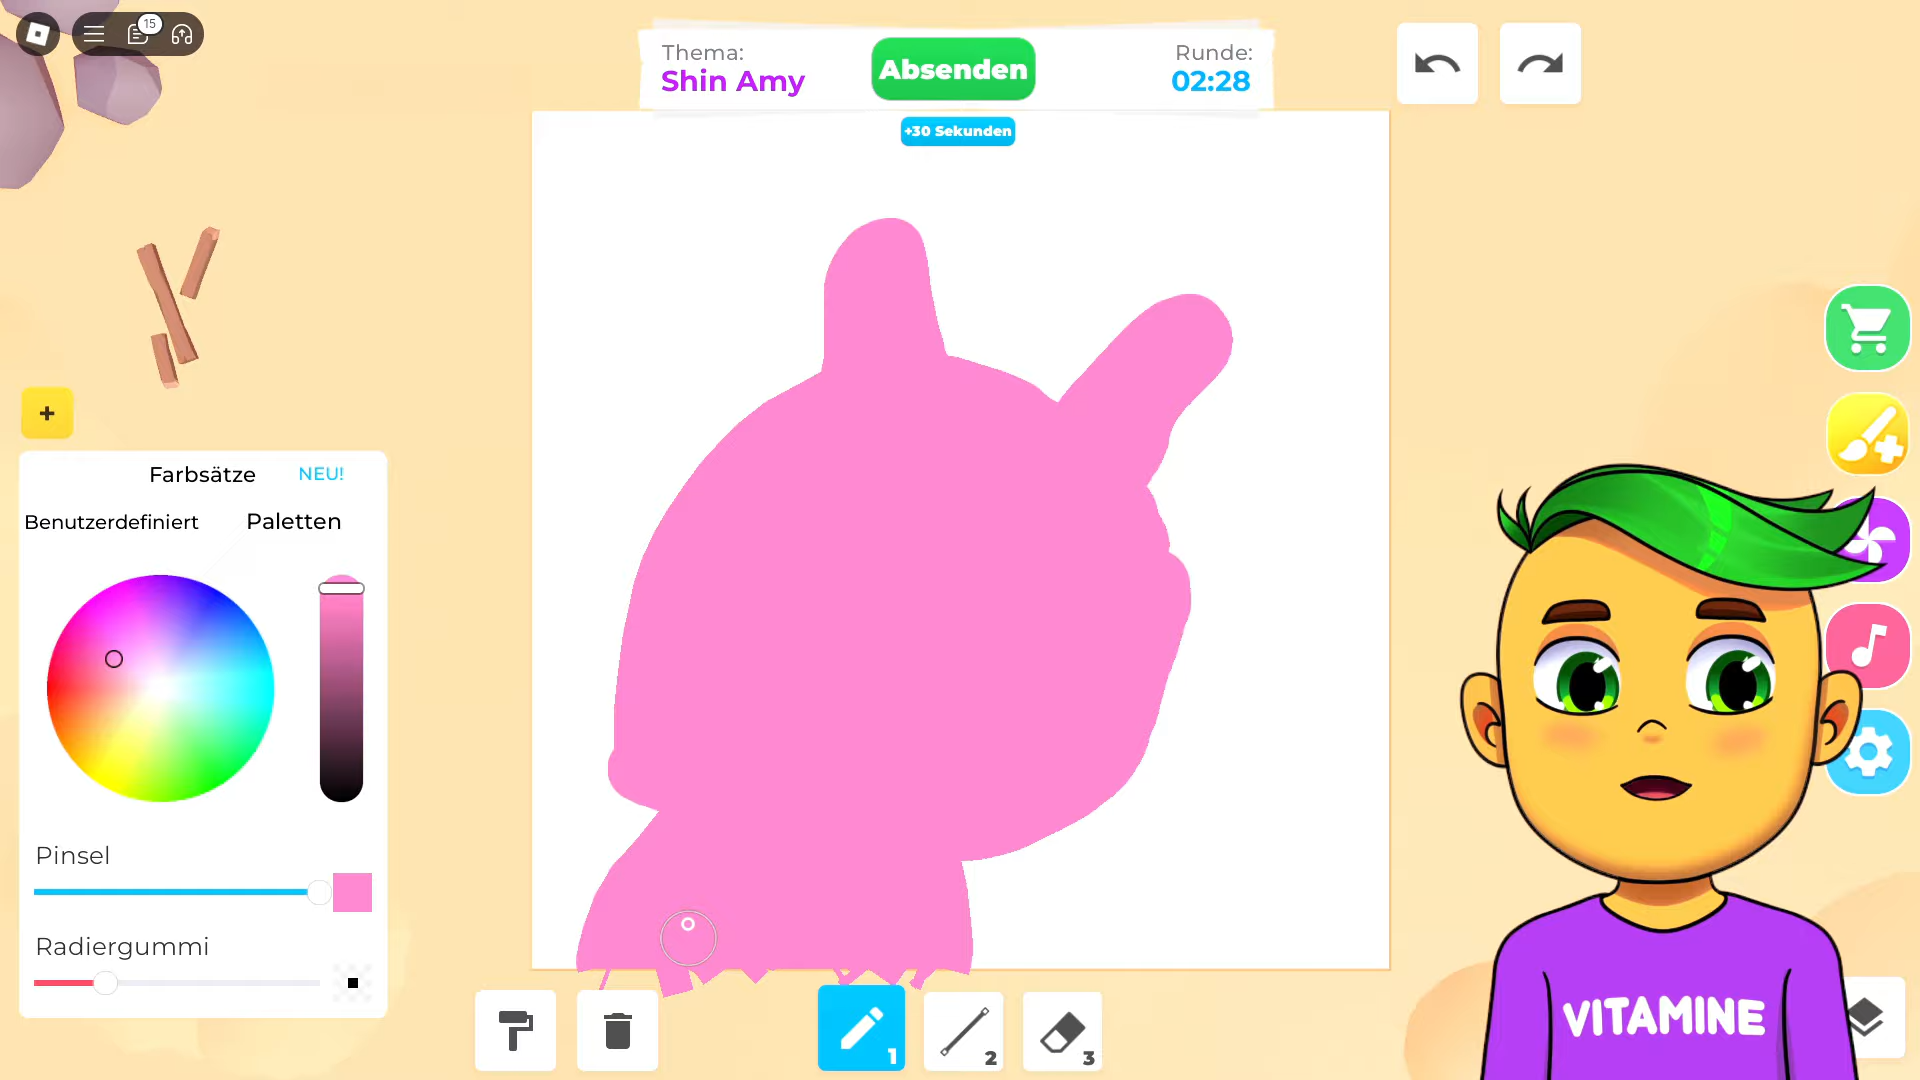 15
Thema:
Shin Amy
Absenden
Runde:
02:28
+30 Sekunden
+
Farbsätze
NEU!
Benutzerdefiniert
Paletten
Pinsel
Radiergummi
1
2
3
VITAMINE